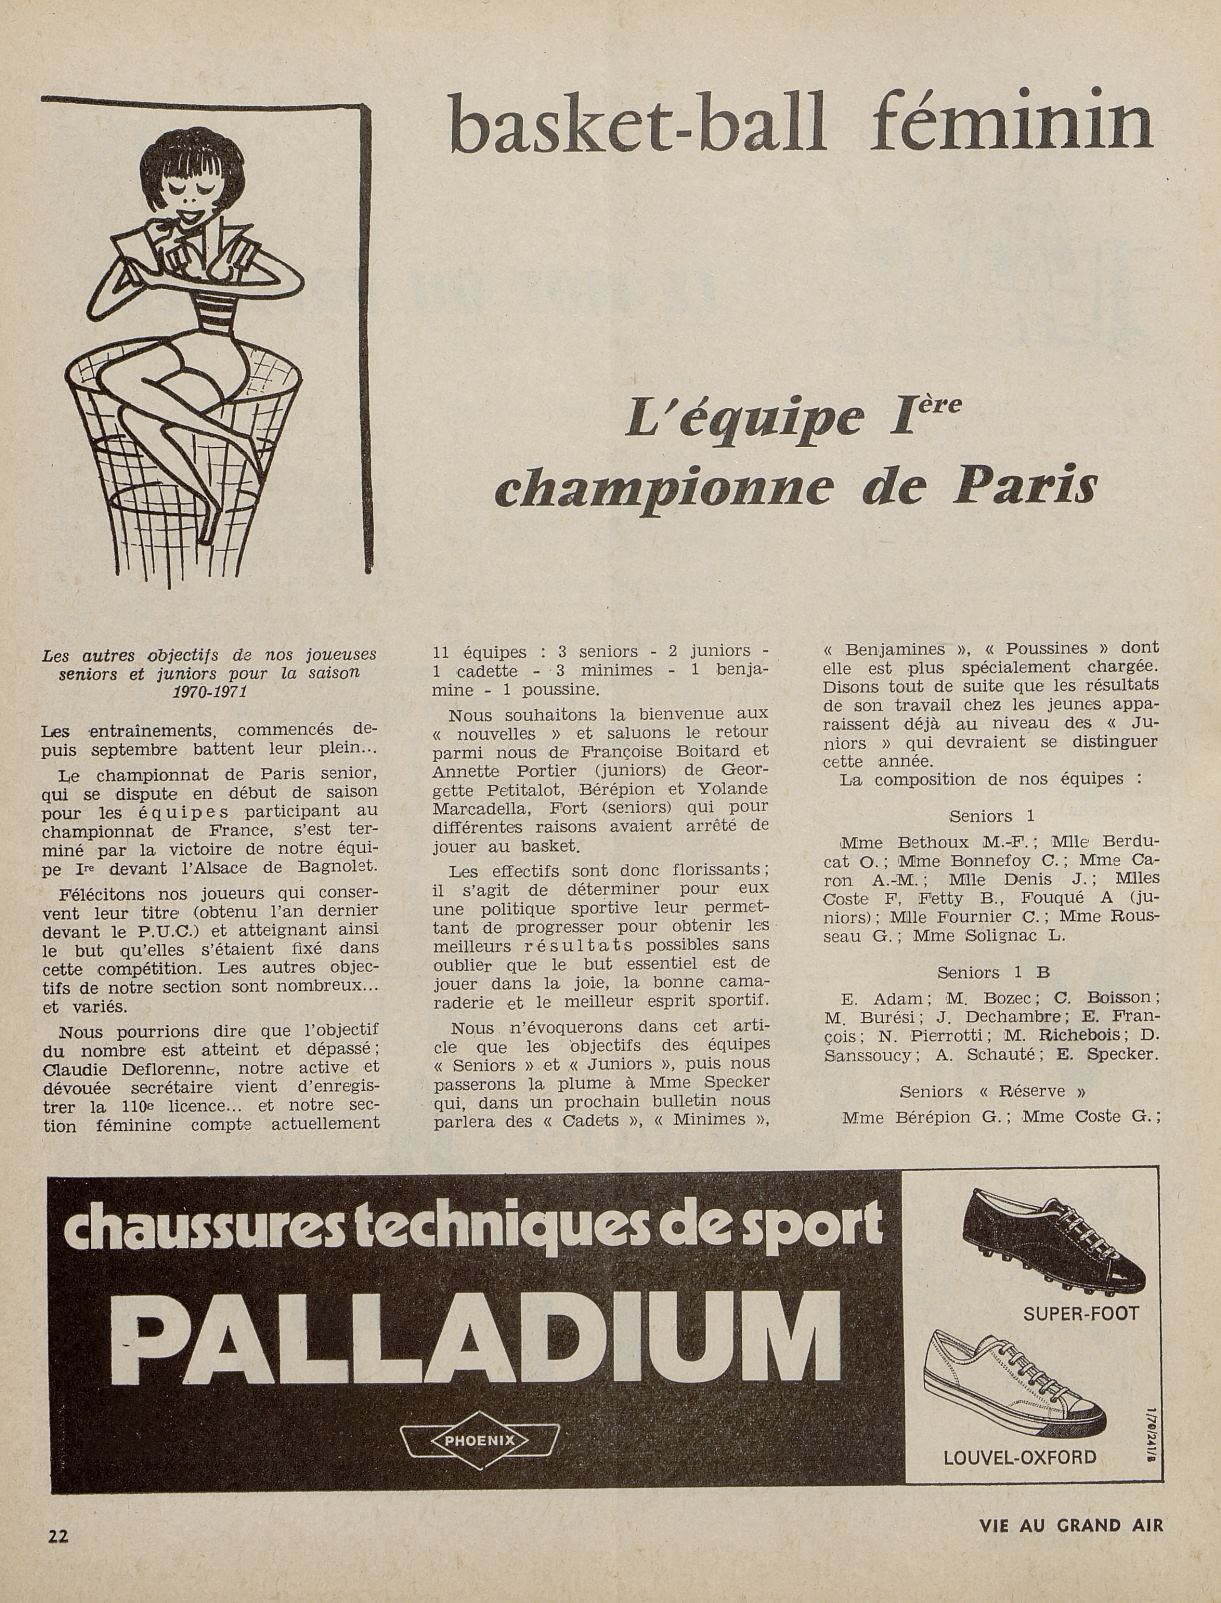 basket-ball féminin
L'équipe Ière
championne de Paris
Les autres objectifs de nos joueuses
seniors et juniors pour la saison
1970-1971
Les entraînements, commencés de-
puis septembre battent leur plein...
Le championnat de Paris senior,
qui se dispute en début de saison
pour les équipes participant au
championnat de France, s'est ter-
miné par la victoire de notre équi-
pe Ire devant l'Alsace de Bagnolet.
Félécitons nos joueurs qui conser-
vent leur titre (obtenu l'an dernier
devant le P.U.C.) et atteignant ainsi
le but qu'elles s'étaient fixé dans
cette compétition. Les autres objec-
tifs de notre section sont nombreux...
et variés.
Nous pourrions dire que l'objectif
du nombre est atteint et dépassé ;
Claudie Deflorenne, notre active et
dévouée secrétaire vient d'enregis-
trer la 110e licence... et notre sec-
tion féminine compte actuellement
11 équipes : 3 seniors - 2 juniors -
1 cadette - 3 minimes - 1 benja-
mine - 1 poussine.
Nous souhaitons la bienvenue aux
« nouvelles » et saluons le retour
parmi nous de Françoise Boitard et
Annette Portier (juniors) de Geor-
gette Petitalot, Bérépion et Yolande
Marcadella, Fort (seniors) qui pour
différentes raisons avaient arrêté de
jouer au basket.
Les effectifs sont donc florissants ;
il s'agit de déterminer pour eux
une politique sportive leur permet-
tant de progresser pour obtenir les
meilleurs résultats possibles sans
oublier que le but essentiel est de
jouer dans la joie, la bonne cama-
raderie et le meilleur esprit sportif.
Nous n'évoquerons dans cet arti-
cle que les objectifs des équipes
« Seniors » et « Juniors », puis nous
passerons la plume à Mme Specker
qui, dans un prochain bulletin nous
parlera des « Cadets », « Minimes »,
« Benjamines », « Poussines » dont
elle est plus spécialement chargée.
Disons tout de suite que les résultats
de son travail chez les jeunes appa-
raissent déjà au niveau des « Ju-
niors » qui devraient se distinguer
cette année.
La composition de nos équipes :
Seniors 1
Mme Bethoux M.-F. ; Mlle Berdu-
cat O. ; Mme Bonnefoy C. ; Mme Ca-
ron A.-M. ; Mlle Denis J. ; Mlles
Coste F, Fetty B., Fouqué A (ju-
niors) ; Mlle Fournier C. ; Mme Rous-
seau G. ; Mme Solignac L.
Seniors 1 B
E. Adam ; M. Bozec ; C. Boisson ;
M. Burési ; J. Dechambre ; E. Fran-
çois ; N. Pierrotti ; M. Richebois ; D.
Sanssoucy ; A. Schauté ; E. Specker.
Seniors « Réserve »
Mme Bérépion G. ; Mme Coste G. ;
chaussures techniques de sport
PALLADIUM
PHOENIX
SUPER-FOOT
LOUVEL-OXFORD
1/70/241/B
22
VIE AU GRAND AIR